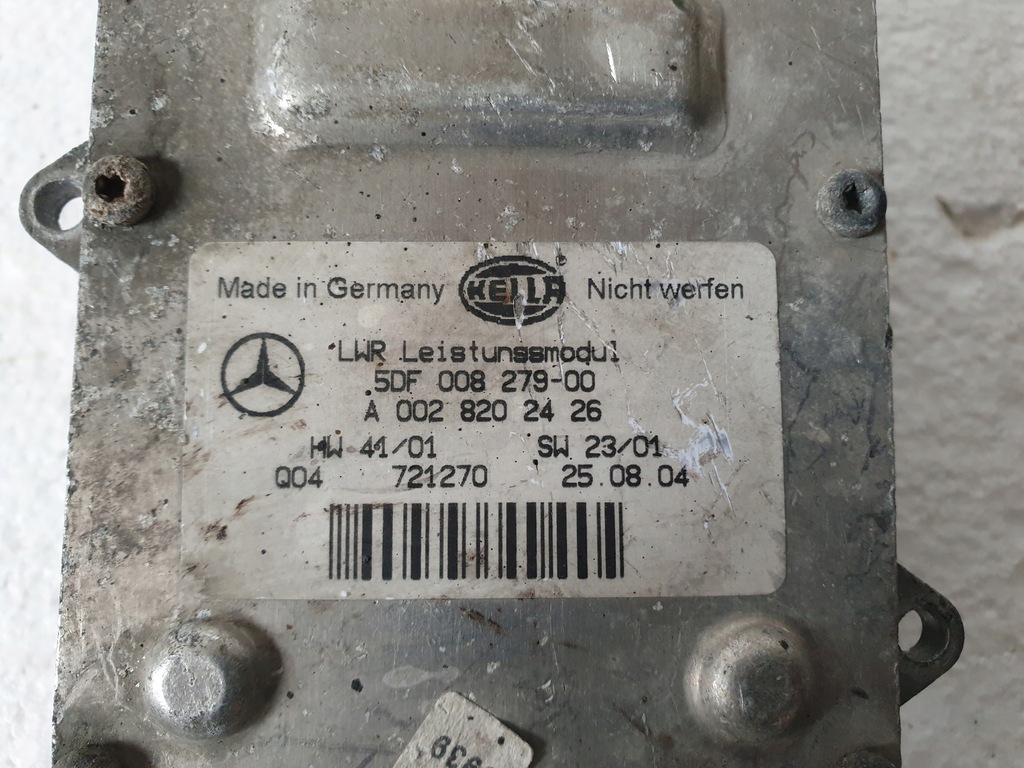 Made in Germany HELLA ® Nicht werfen
LWR Leistungsmodul
5DF 008 279-00
A 002 820 24 26
HW 41/01 SW 23/01
Q04 721270 25.08.04